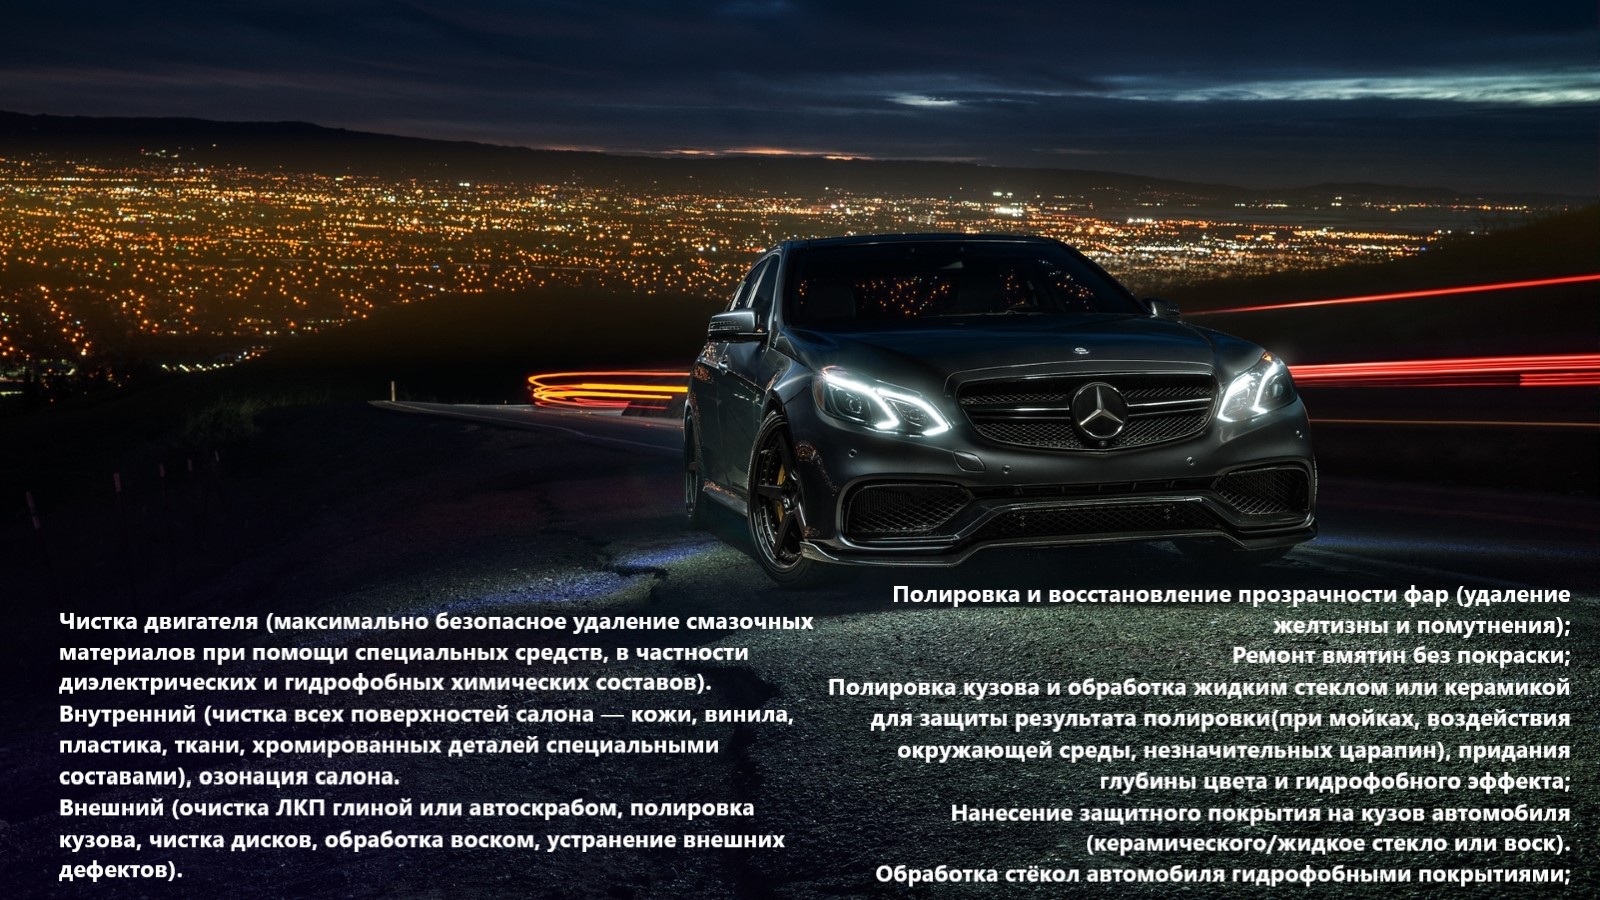 Чистка двигателя (максимально безопасное удаление смазочных
материалов при помощи специальных средств, в частности
диэлектрических и гидрофобных химических составов).
Внутренний (чистка всех поверхностей салона — кожи, винила,
пластика, ткани, хромированных деталей специальными
составами), озонация салона.
Внешний (очистка ЛКП глиной или автоскрабом, полировка
кузова, чистка дисков, обработка воском, устранение внешних
дефектов).
Полировка и восстановление прозрачности фар (удаление
желтизны и помутнения);
Ремонт вмятин без покраски;
Полировка кузова и обработка жидким стеклом или керамикой
для защиты результата полировки(при мойках, воздействия
окружающей среды, незначительных царапин), придания
глубины цвета и гидрофобного эффекта;
Нанесение защитного покрытия на кузов автомобиля
(керамического/жидкое стекло или воск).
Обработка стёкол автомобиля гидрофобными покрытиями;